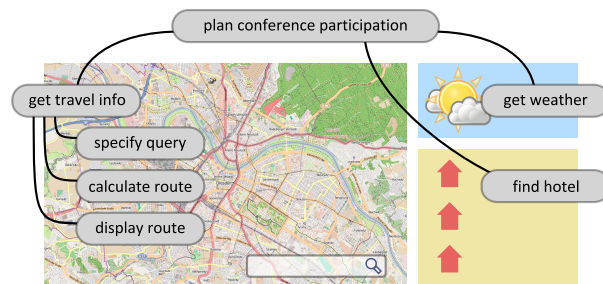 plan conference participation
get travel info
get weather
specify query
calculate route
find hotel
display route